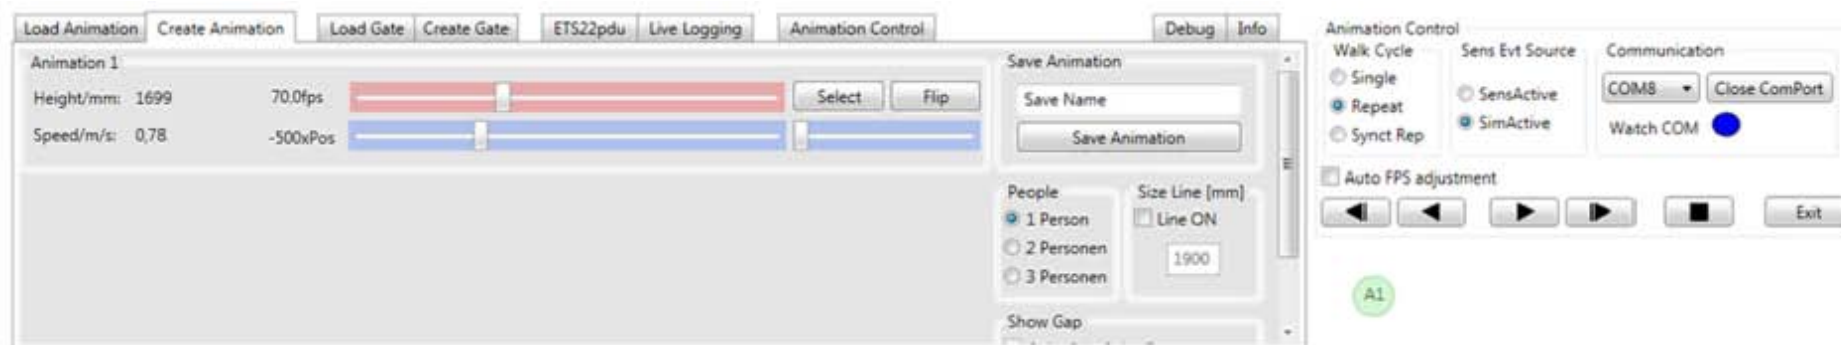 Load Animation Create Animation Load Gate Create Gate ETS22pdu Live Logging Animation Control Debug Info
Animation 1
Height/mm: 1699 70.0fps Select Flip
Speed/m/s: 0,78 -500xPos
Save Animation
Save Name
Save Animation
People
1 Person
2 Personen
3 Personen
Size Line [mm]
Line ON
1900
Show Gap
Animation Control
Walk Cycle
Single
Repeat
Synct Rep
Sens Evt Source
SensActive
SimActive
Communication
COM8 Close ComPort
Watch COM
Auto FPS adjustment
Exit
A1